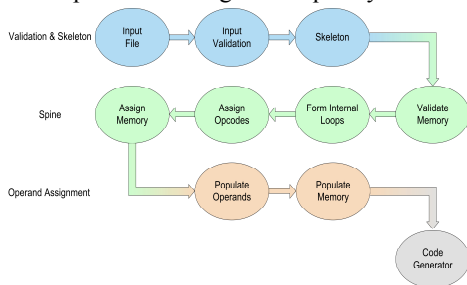 Validation & Skeleton
Input
File
Input
Validation
Skeleton
Spine
Assign
Memory
Assign
Opcodes
Form Internal
Loops
Validate
Memory
Operand Assignment
Populate
Operands
Populate
Memory
Code
Generator